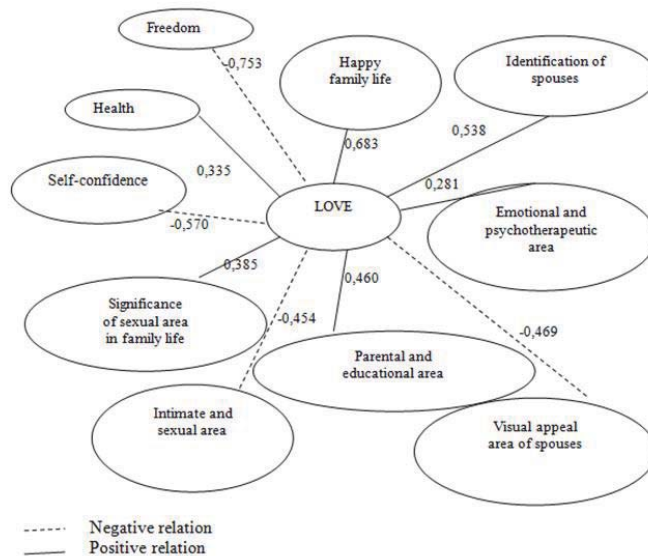 Freedom
-0,753
Happy
family life
Identification of
spouses
Health
0,683
0,538
0,335
Self-confidence
0,281
LOVE
-0,570
Emotional and
psychotherapeutic
area
0,385
0,460
Significance
of sexual area
in family life
-0,454
-0,469
Parental and
educational area
Intimate and
sexual area
Visual appeal
area of spouses
Negative relation
Positive relation